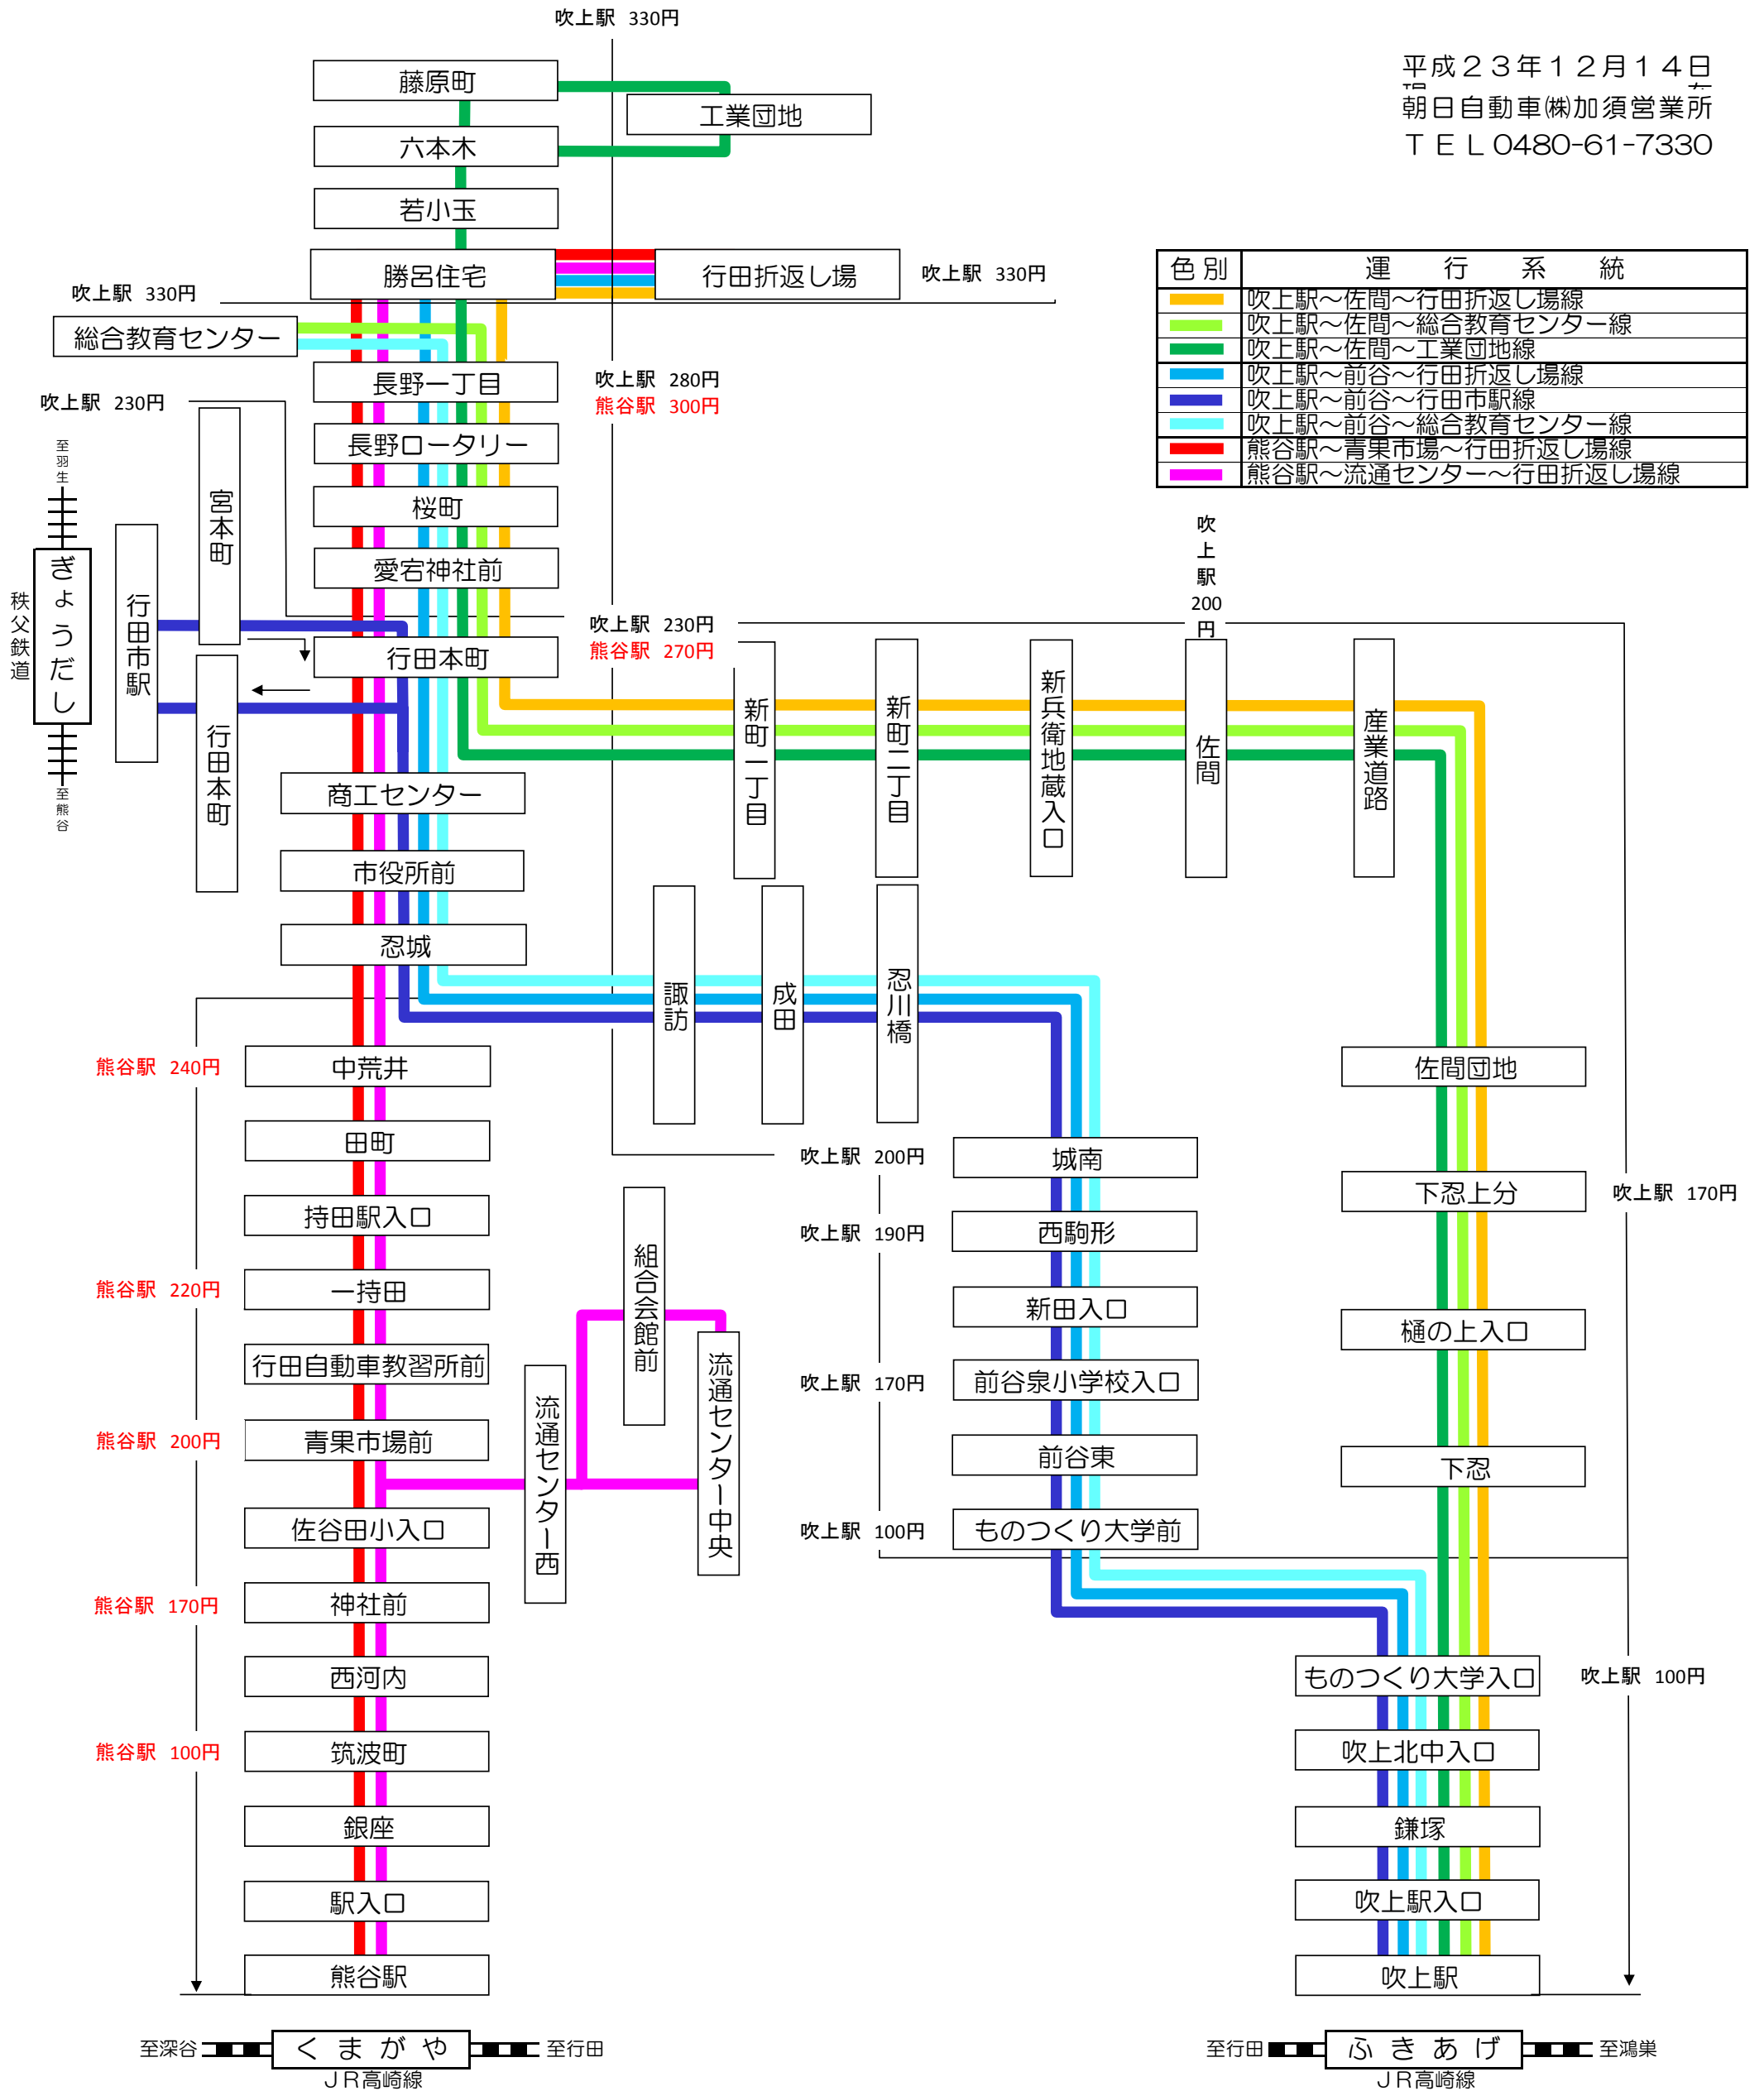 吹上駅 330円
平成23年12月14日
朝日自動車㈱加須営業所
TEL0480-61-7330
藤原町
工業団地
六本木
若小玉
勝呂住宅
行田折返し場
吹上駅 330円
吹上駅 330円
総合教育センター
色別 運行系統
吹上駅～佐間～行田折返し場線
吹上駅～佐間～総合教育センター線
吹上駅～佐間～工業団地線
吹上駅～前谷～行田折返し場線
吹上駅～前谷～行田市駅線
吹上駅～前谷～総合教育センター線
熊谷駅～青果市場～行田折返し場線
熊谷駅～流通センター～行田折返し場線
長野一丁目
吹上駅 280円
熊谷駅 300円
吹上駅 230円
長野ロータリー
桜町
愛宕神社前
至羽生
ぎょうだし
秩父鉄道
至熊谷
行田市駅
宮本町
行田本町
行田本町
吹上駅 230円
熊谷駅 270円
吹上駅200円
新町一丁目
新町二丁目
新兵衛地蔵入口
佐間
産業道路
商工センター
市役所前
忍城
諏訪
成田
忍川橋
熊谷駅 240円
中荒井
佐間団地
田町
吹上駅 200円
城南
下忍上分
吹上駅 170円
持田駅入口
吹上駅 190円
西駒形
熊谷駅 220円
一持田
組合会館前
新田入口
樋の上入口
行田自動車教習所前
流通センター西
流通センター中央
吹上駅 170円
前谷泉小学校入口
熊谷駅 200円
青果市場前
前谷東
下忍
佐谷田小入口
吹上駅 100円
ものつくり大学前
熊谷駅 170円
神社前
西河内
ものつくり大学入口
吹上駅 100円
熊谷駅 100円
筑波町
吹上北中入口
銀座
鎌塚
駅入口
吹上駅入口
熊谷駅
吹上駅
至深谷
くまがや
至行田
JR高崎線
至行田
ふきあげ
至鴻巣
JR高崎線